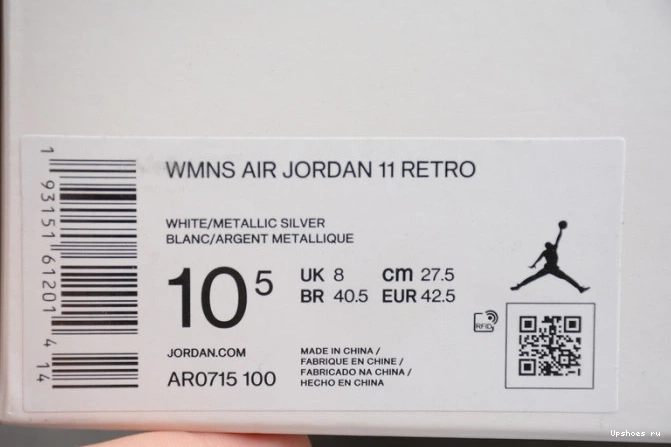 WMNS AIR JORDAN 11 RETRO
WHITE/METALLIC SILVER
BLANC/ARGENT METALLIQUE
10 5
UK 8 cm 27.5
BR 40.5 EUR 42.5
RFID
JORDAN.COM
AR0715 100
MADE IN CHINA /
FABRIQUE EN CHINE /
FABRICADO NA CHINA /
HECHO EN CHINA
1 93151 61201 4 14
Upshoes ru